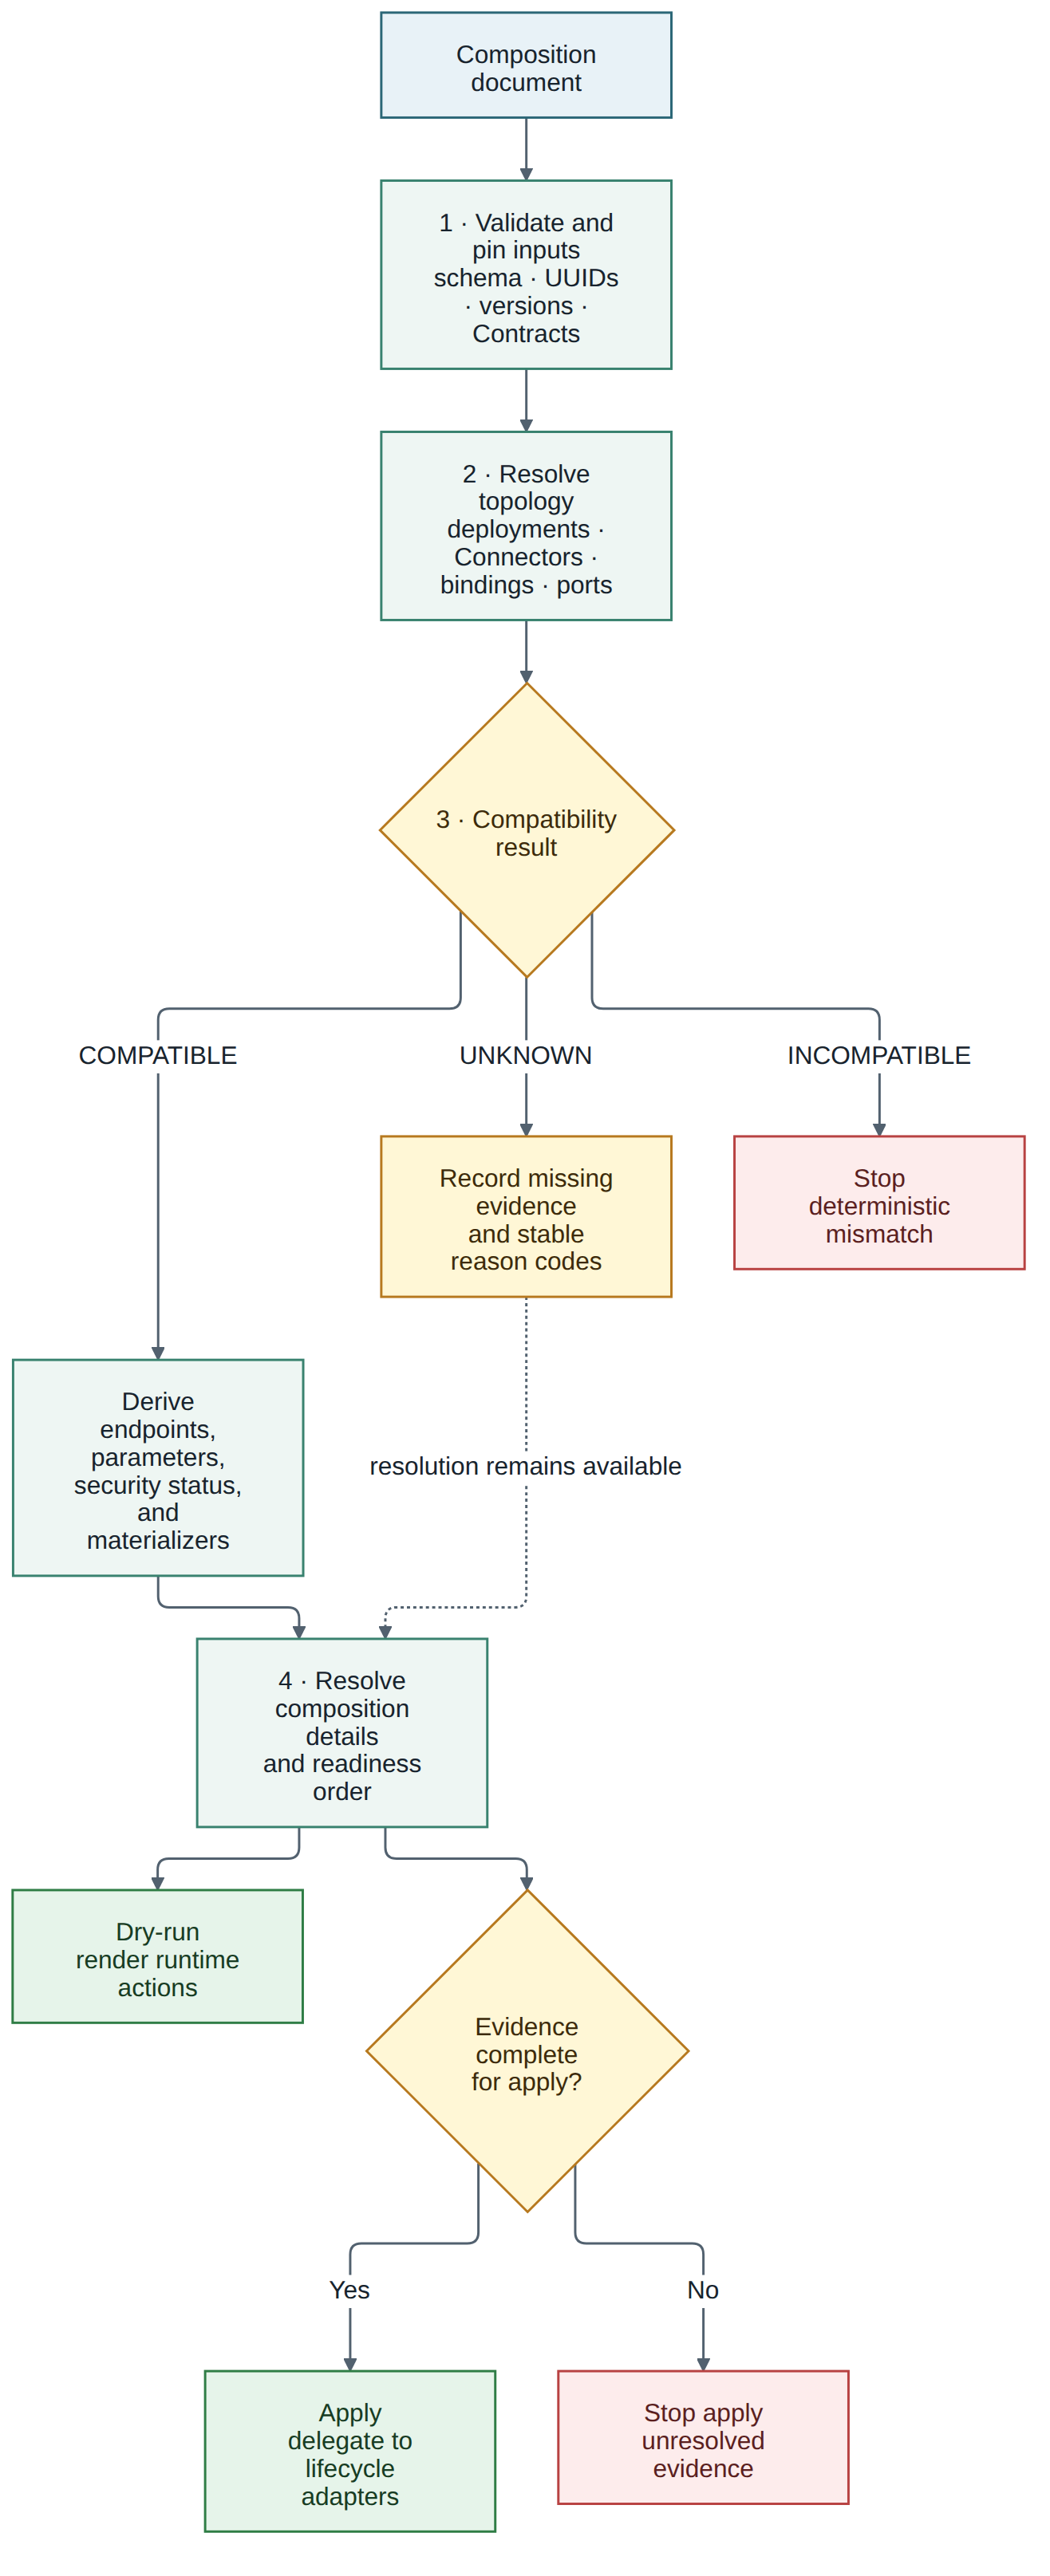 Composition
document
1 · Validate and
pin inputs
schema · UUIDs
· versions ·
Contracts
2 · Resolve
topology
deployments ·
Connectors ·
bindings · ports
3 · Compatibility
result
COMPATIBLE
UNKNOWN
INCOMPATIBLE
Record missing
evidence
and stable
reason codes
Stop
deterministic
mismatch
Derive
endpoints,
parameters,
security status,
and
materializers
resolution remains available
4 · Resolve
composition
details
and readiness
order
Dry-run
render runtime
actions
Evidence
complete
for apply?
Yes
No
Apply
delegate to
lifecycle
adapters
Stop apply
unresolved
evidence